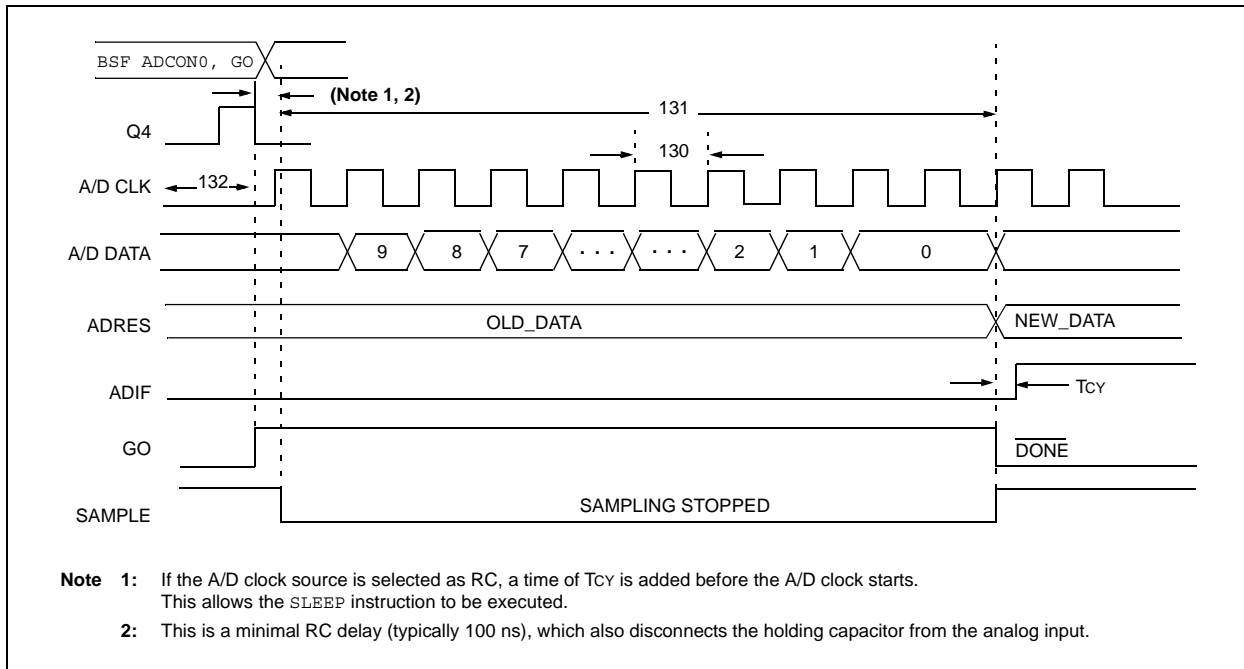 BSF ADCON0, GO
(Note 1, 2)
131
Q4
130
A/D CLK
132
A/D DATA
9 8 7 . . . . . . 2 1 0
ADRES
OLD_DATA
NEW_DATA
ADIF
TCY
GO
DONE
SAMPLE
SAMPLING STOPPED
Note 1: If the A/D clock source is selected as RC, a time of TCY is added before the A/D clock starts.
This allows the SLEEP instruction to be executed.
2: This is a minimal RC delay (typically 100 ns), which also disconnects the holding capacitor from the analog input.